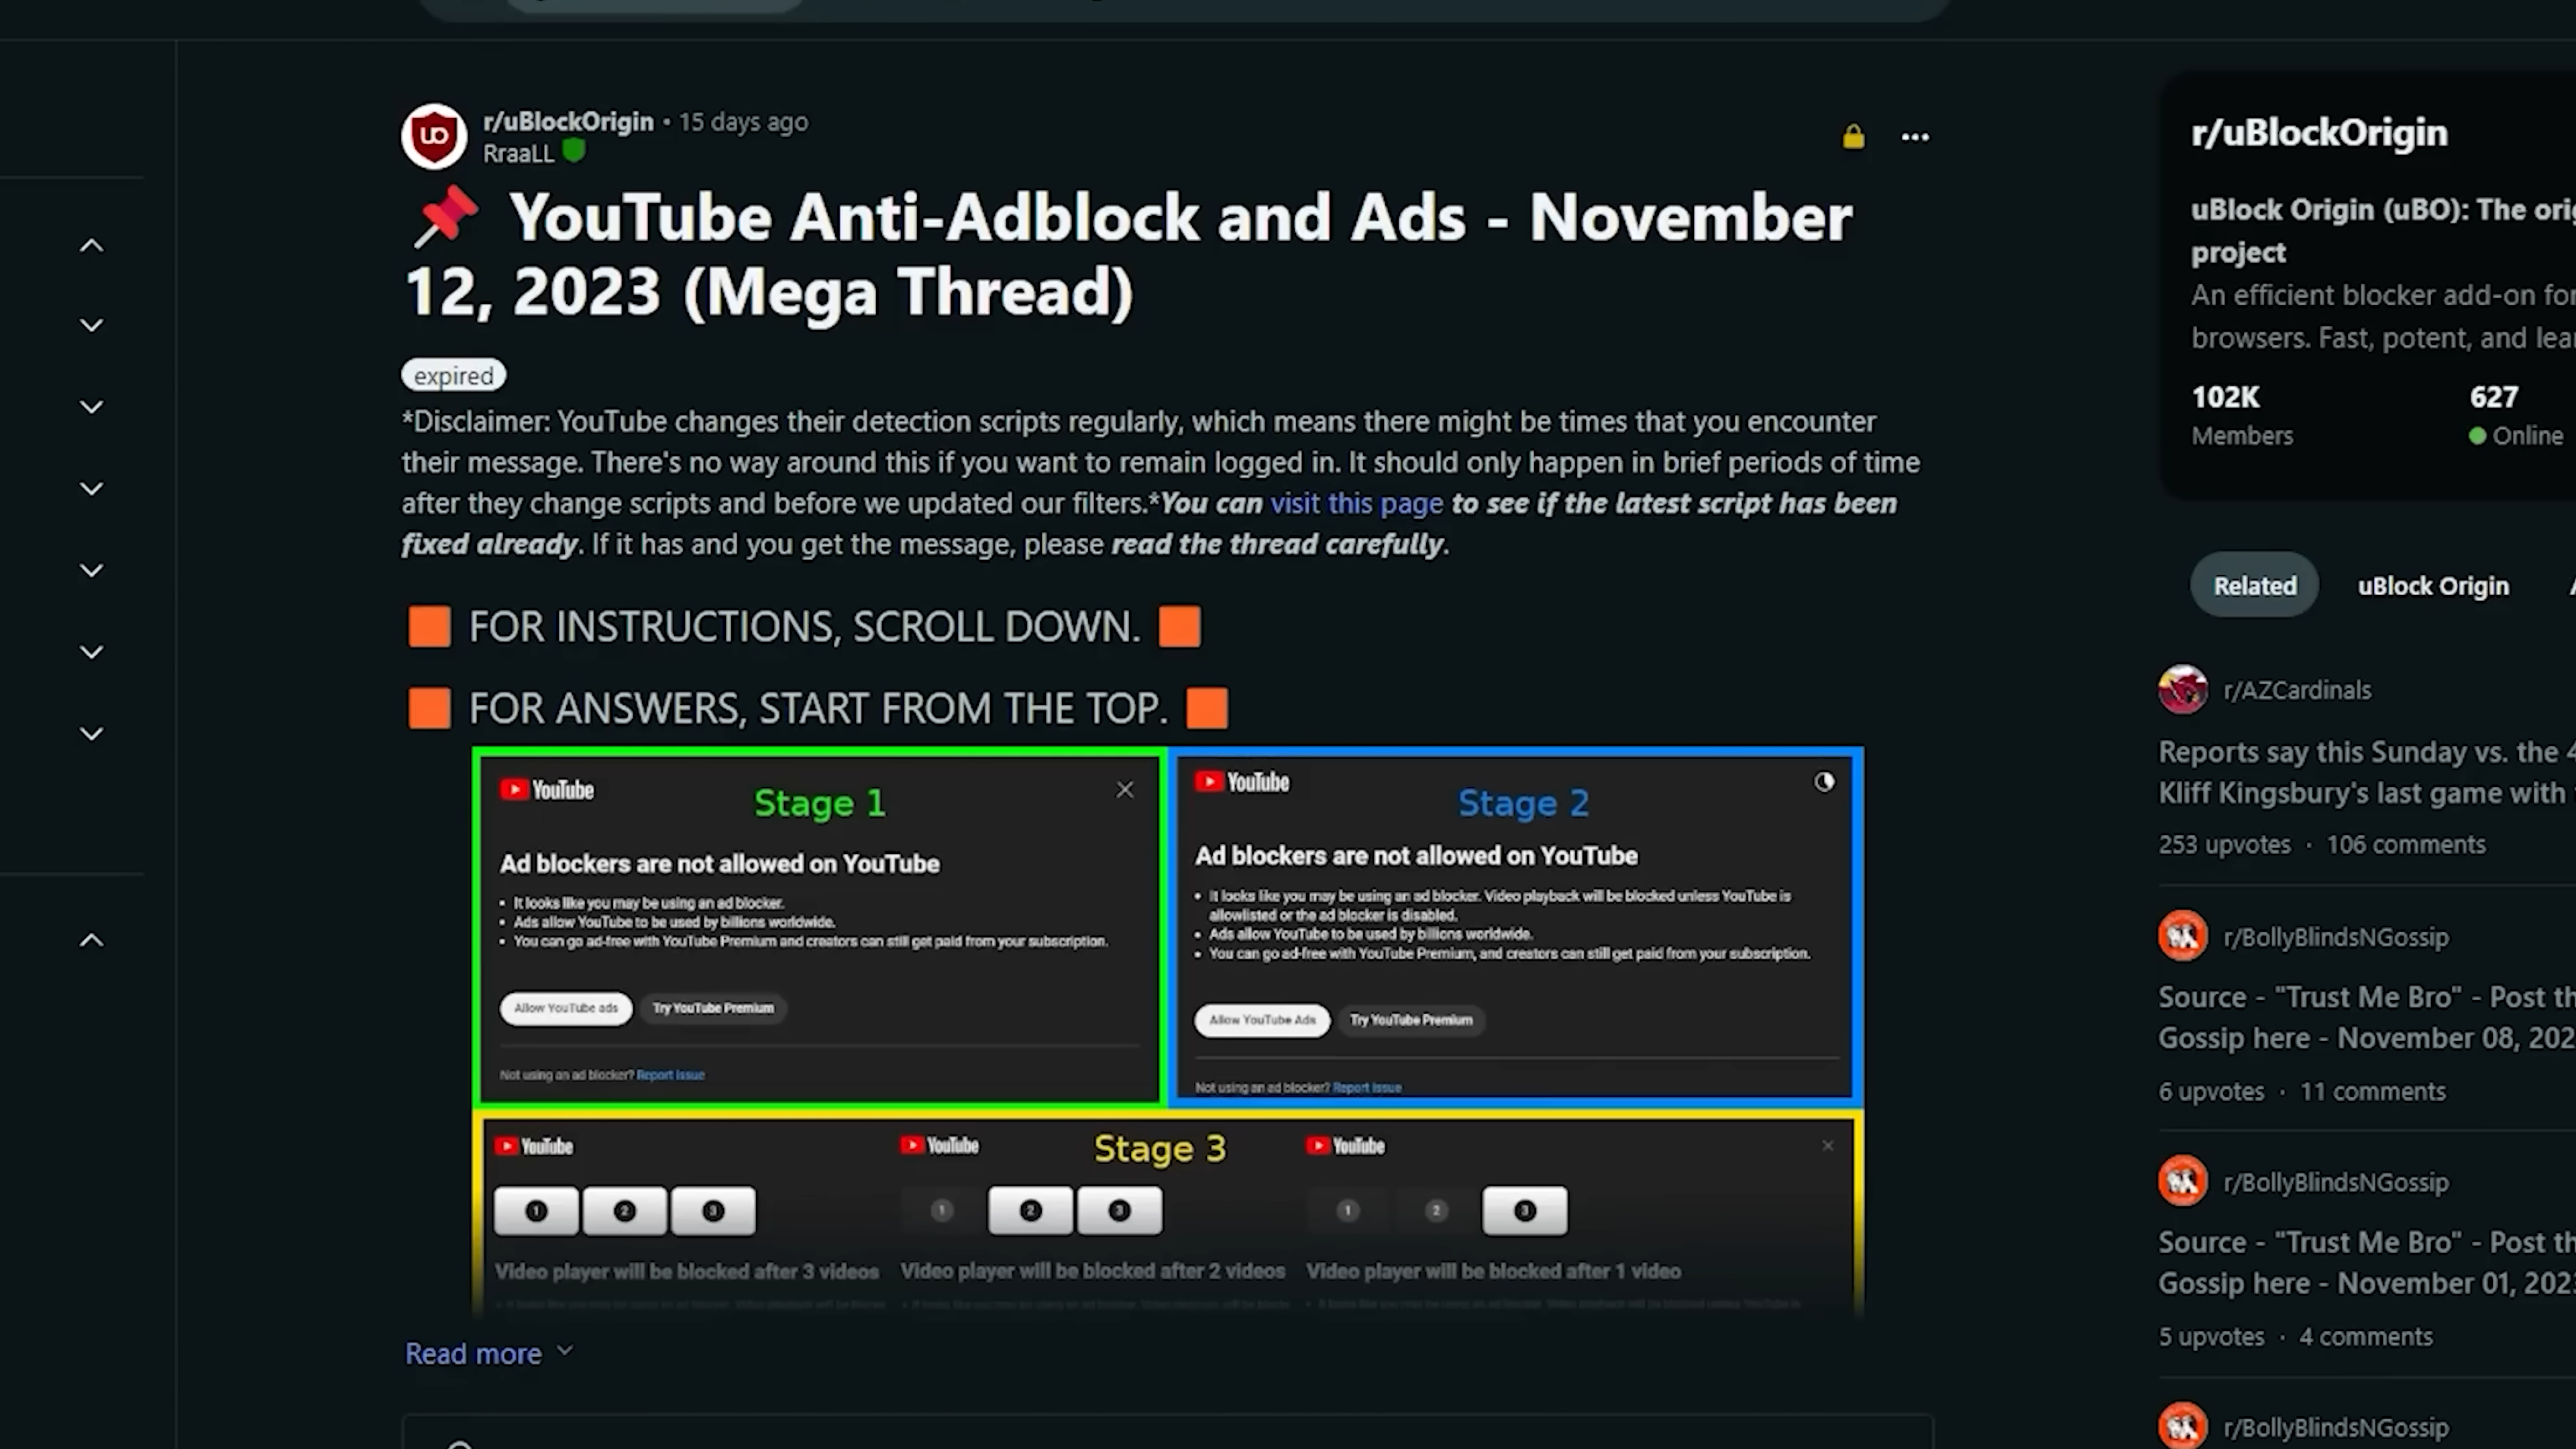 r/uBlockOrigin • 15 days ago
RraaLL
YouTube Anti-Adblock and Ads - November
12, 2023 (Mega Thread)
expired
*Disclaimer: YouTube changes their detection scripts regularly, which means there might be times that you encounter
their message. There's no way around this if you want to remain logged in. It should only happen in brief periods of time
after they change scripts and before we updated our filters.*You can visit this page to see if the latest script has been
fixed already. If it has and you get the message, please read the thread carefully.
FOR INSTRUCTIONS, SCROLL DOWN.
FOR ANSWERS, START FROM THE TOP.
YouTube
Stage 1
Ad blockers are not allowed on YouTube
• It looks like you may be using an ad blocker.
• Ads allow YouTube to be used by billions worldwide.
• You can go ad-free with YouTube Premium and creators can still get paid from your subscription.
Allow YouTube ads Try YouTube Premium
Not using an ad blocker? Report issue
YouTube
Stage 2
Ad blockers are not allowed on YouTube
• It looks like you may be using an ad blocker. Video playback will be blocked unless YouTube is
allowlisted or the ad blocker is disabled.
• Ads allow YouTube to be used by billions worldwide.
• You can go ad-free with YouTube Premium, and creators can still get paid from your subscription.
Allow YouTube Ads Try YouTube Premium
Not using an ad blocker? Report issue
Stage 3
YouTube
1 2 3
Video player will be blocked after 3 videos
YouTube
1 2 3
Video player will be blocked after 2 videos
YouTube
1 2 3
Video player will be blocked after 1 video
Read more
r/uBlockOrigin
uBlock Origin (uBO): The
project
An efficient blocker add-on
browsers. Fast, potent, and
102K 627
Members Online
Related uBlock Origin
r/AZCardinals
Reports say this Sunday vs. the
Kliff Kingsbury's last game with
253 upvotes · 106 comments
r/BollyBlindsNGossip
Source - "Trust Me Bro" - Post
Gossip here - November 08,
6 upvotes · 11 comments
r/BollyBlindsNGossip
Source - "Trust Me Bro" - Post
Gossip here - November 01,
5 upvotes · 4 comments
r/BollyBlindsNGossip